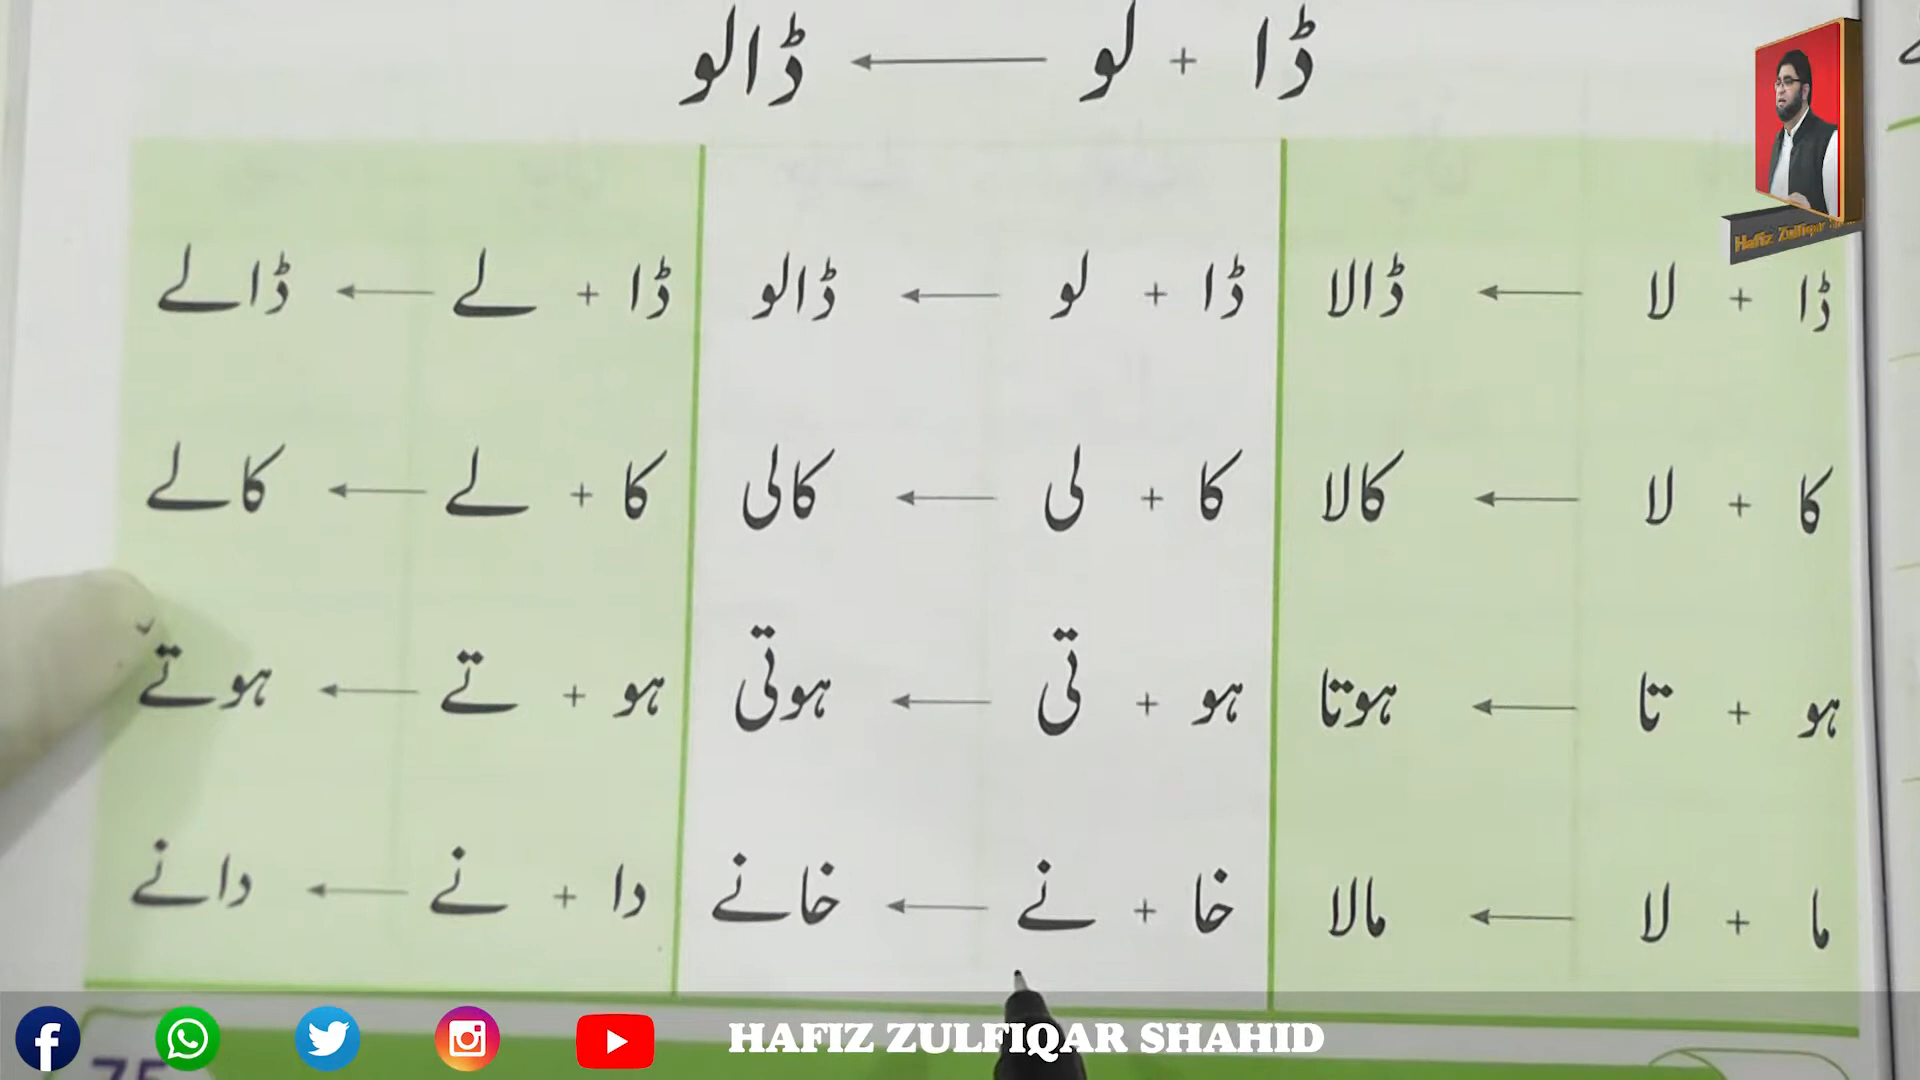 ڈا + لو ← ڈالو
ڈا + لا ← ڈالا ڈا + لو ← ڈالو ڈا + لے ← ڈالے
کا + لا ← کالا کا + لی ← کالی کا + لے ← کالے
ہو + تا ← ہوتا ہو + تی ← ہوتی ہو + تے ← ہوتے
ما + لا ← مالا خا + نے ← خانے دا + نے ← دانے
Hafiz Zulfiqar
HAFIZ ZULFIQAR SHAHID